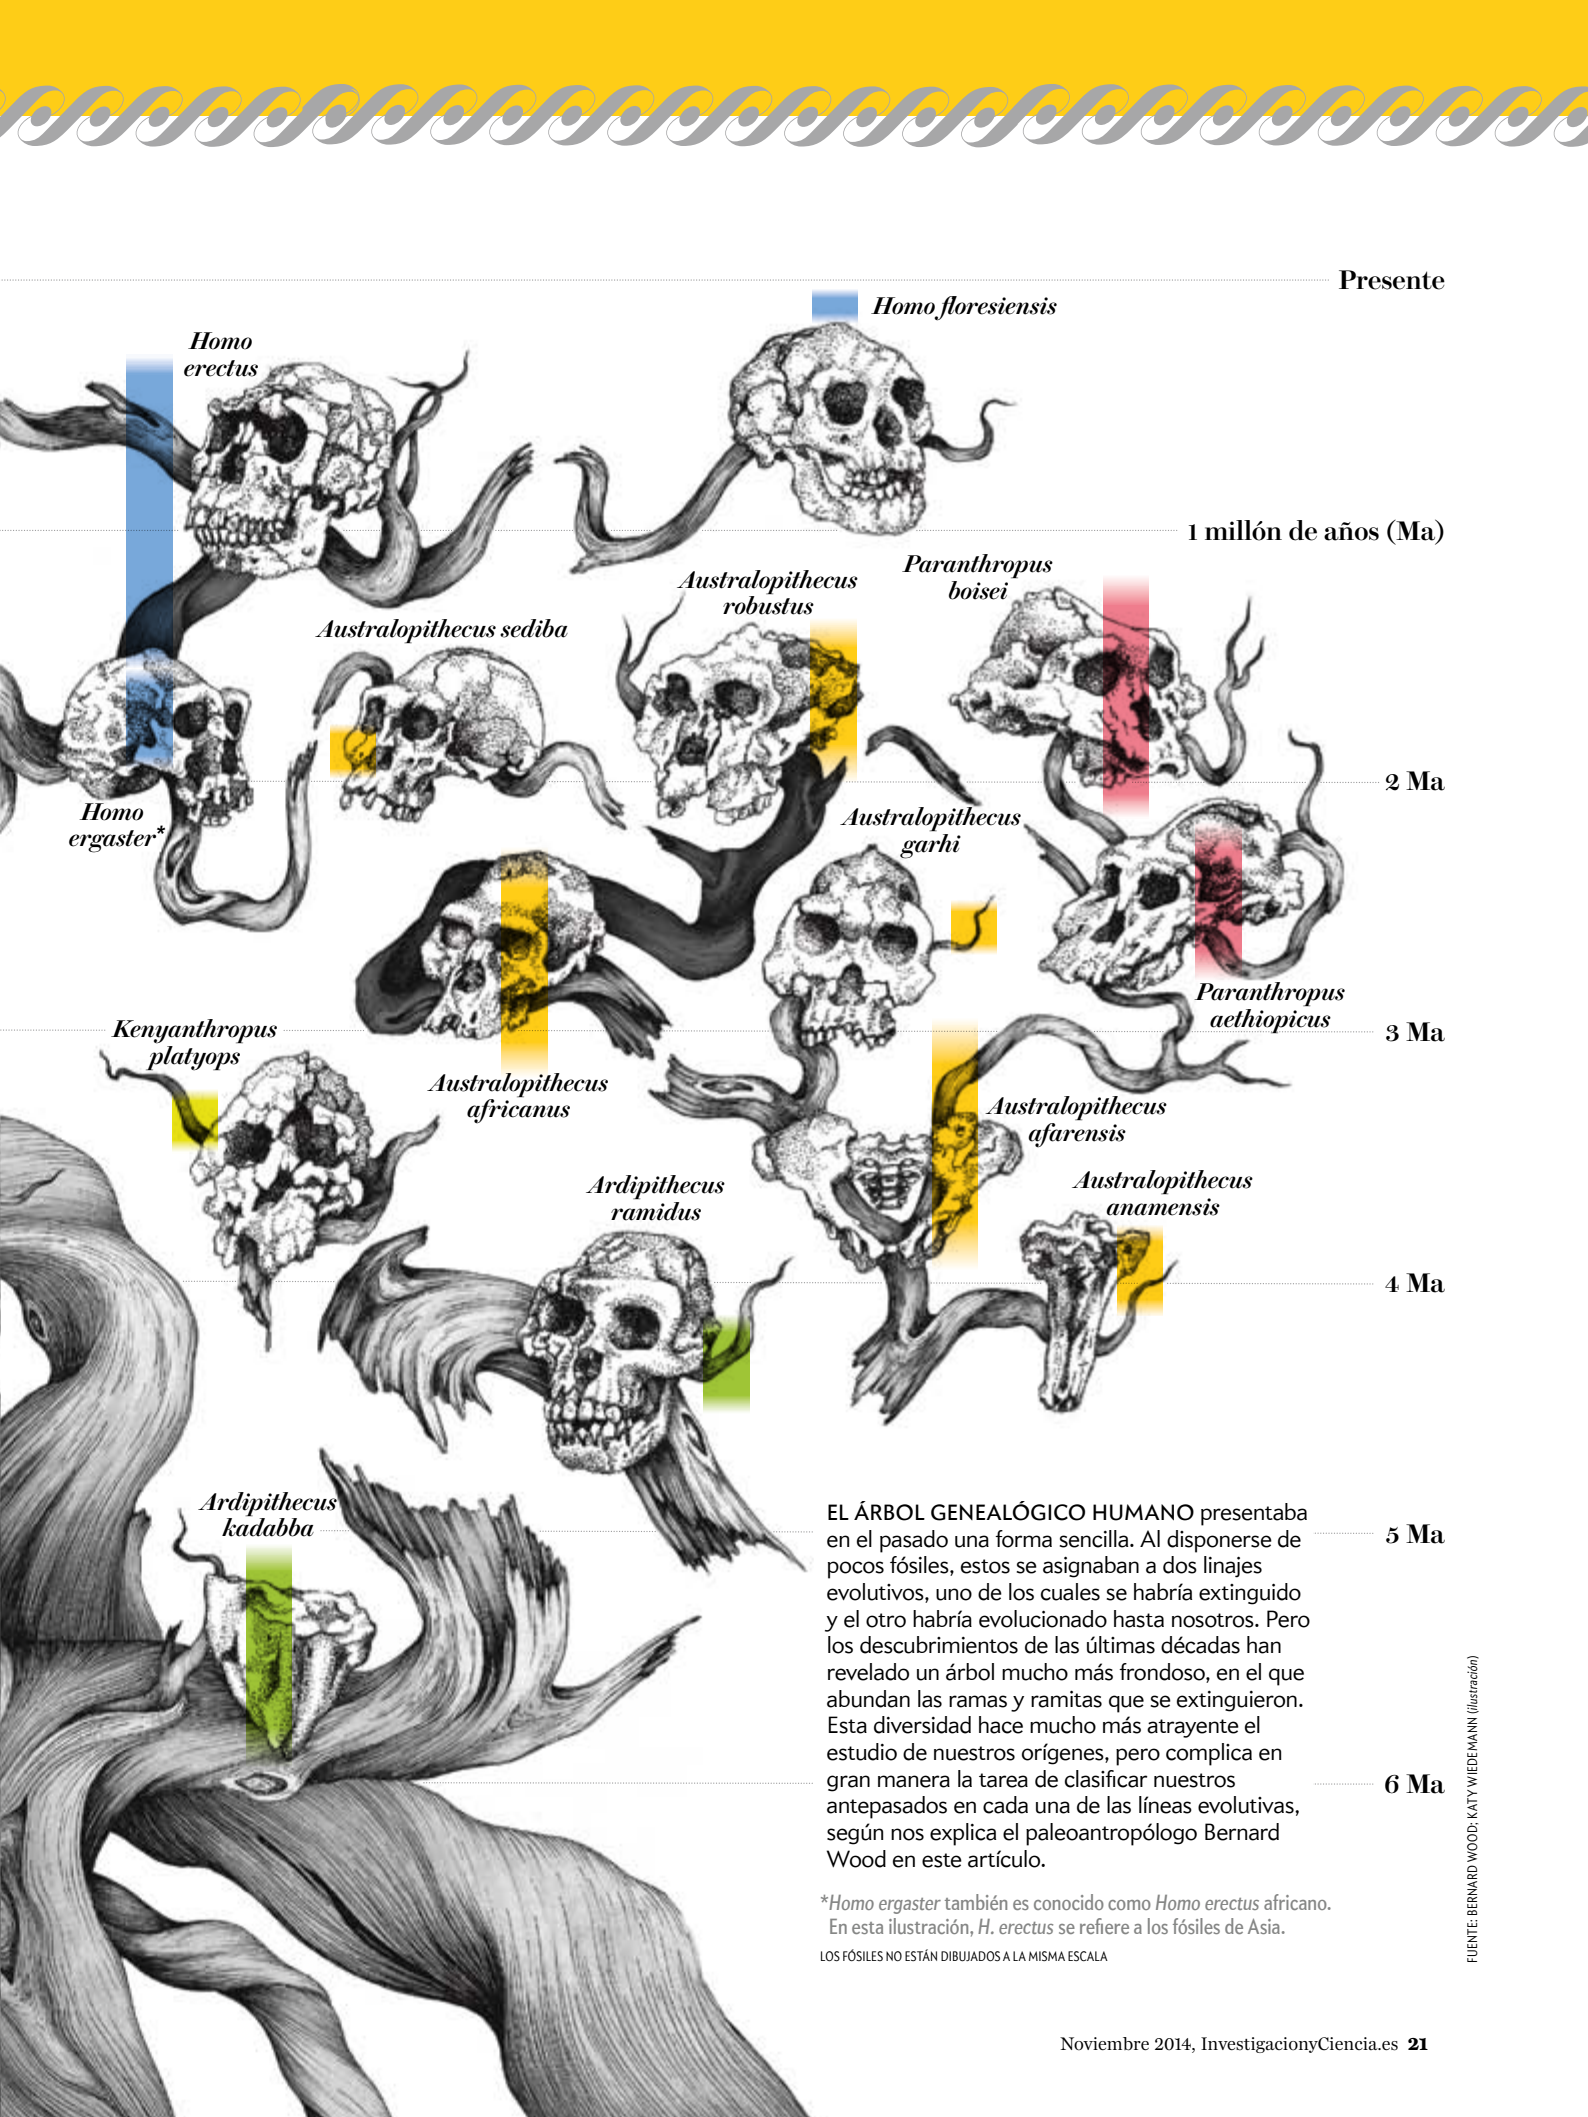 Presente
Homo floresiensis
Homo
erectus
1 millón de años (Ma)
Paranthropus
boisei
Australopithecus
robustus
Australopithecus sediba
2 Ma
Homo
ergaster*
Australopithecus
garhi
Paranthropus
aethiopicus
3 Ma
Kenyanthropus
platyops
Australopithecus
africanus
Australopithecus
afarensis
Australopithecus
anamensis
Ardipithecus
ramidus
4 Ma
Ardipithecus
kadabba
5 Ma
EL ÁRBOL GENEALÓGICO HUMANO presentaba
en el pasado una forma sencilla. Al disponerse de
pocos fósiles, estos se asignaban a dos linajes
evolutivos, uno de los cuales se habría extinguido
y el otro habría evolucionado hasta nosotros. Pero
los descubrimientos de las últimas décadas han
revelado un árbol mucho más frondoso, en el que
abundan las ramas y ramitas que se extinguieron.
Esta diversidad hace mucho más atrayente el
estudio de nuestros orígenes, pero complica en
gran manera la tarea de clasificar nuestros
antepasados en cada una de las líneas evolutivas,
según nos explica el paleoantropólogo Bernard
Wood en este artículo.
6 Ma
*Homo ergaster también es conocido como Homo erectus africano.
En esta ilustración, H. erectus se refiere a los fósiles de Asia.
LOS FÓSILES NO ESTÁN DIBUJADOS A LA MISMA ESCALA
FUENTE: BERNARD WOOD; KATY WIEDEMANN (ilustración)
Noviembre 2014, InvestigacionyCiencia.es 21